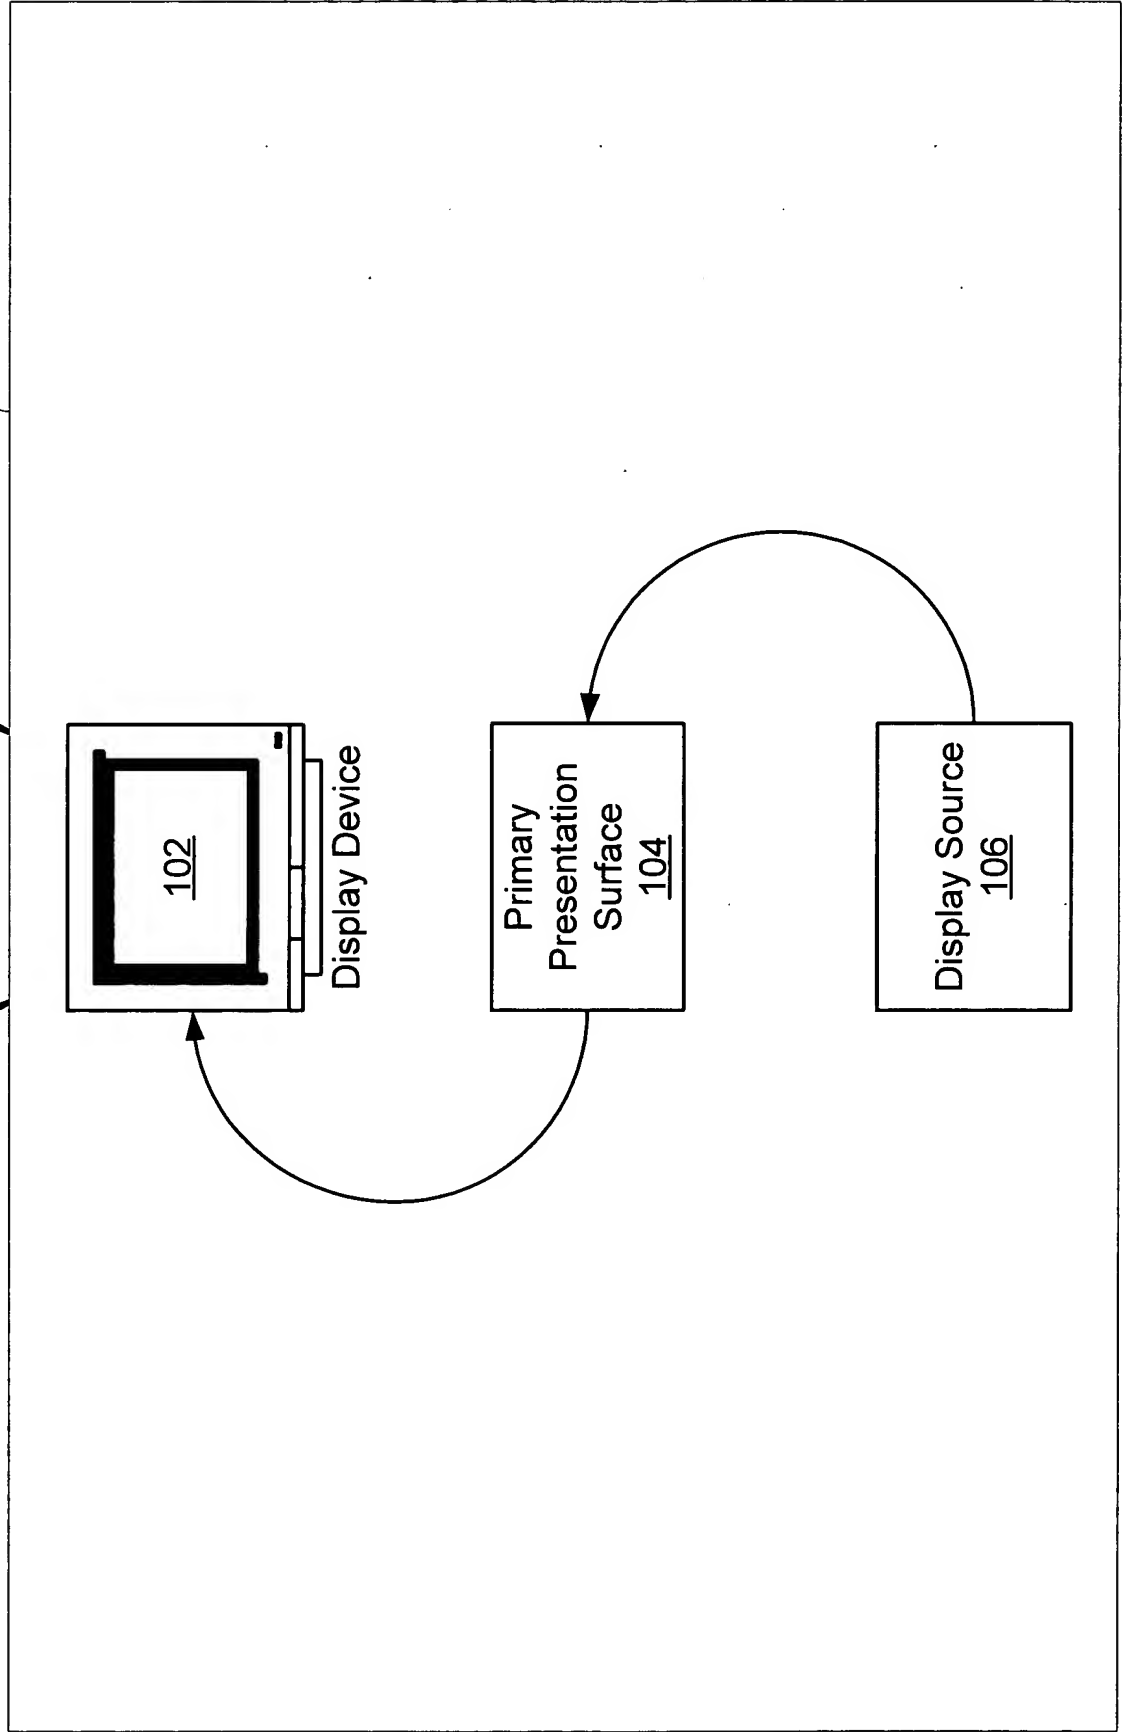 102
Display Device
Primary
Presentation
Surface
104
Display Source
106